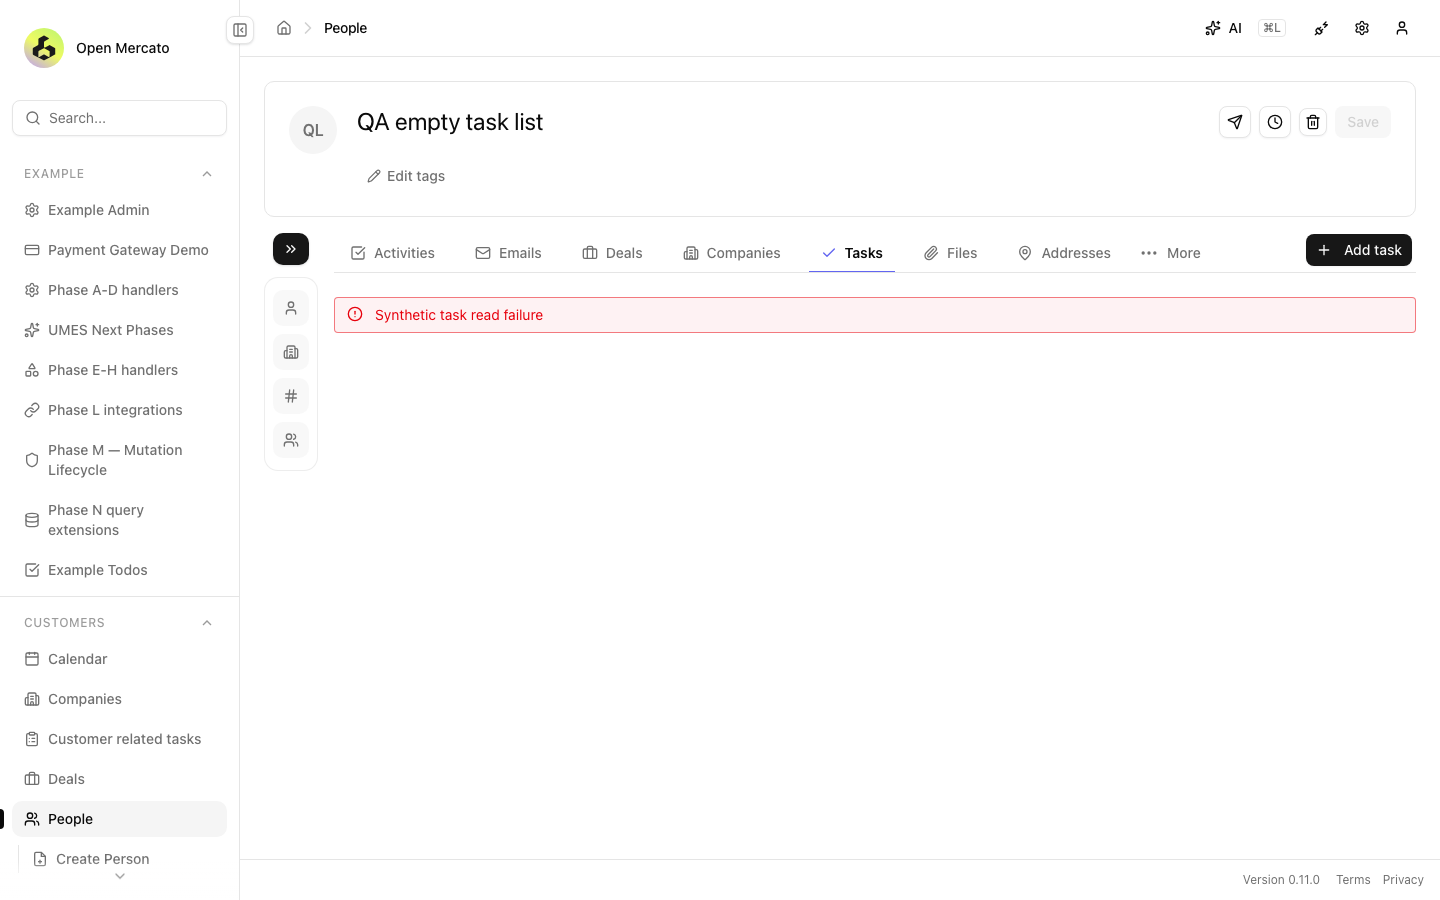 Open Mercato
People
AI
⌘L
Search...
EXAMPLE
Example Admin
Payment Gateway Demo
Phase A-D handlers
UMES Next Phases
Phase E-H handlers
Phase L integrations
Phase M — Mutation
Lifecycle
Phase N query
extensions
Example Todos
CUSTOMERS
Calendar
Companies
Customer related tasks
Deals
People
Create Person
QL
QA empty task list
Save
Edit tags
Activities
Emails
Deals
Companies
Tasks
Files
Addresses
More
Add task
Synthetic task read failure
Version 0.11.0
Terms
Privacy